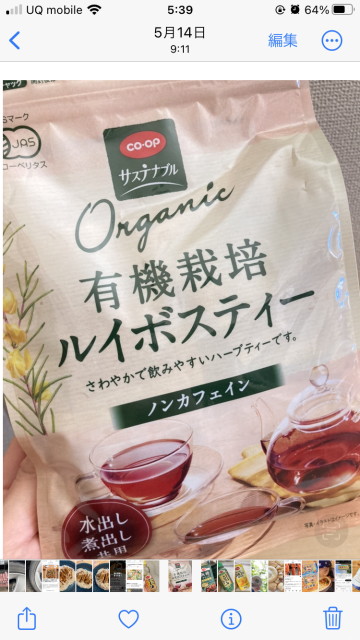 UQ mobile
5:39
64%
5月14日
9:11
編集
JAS
CO·OP
サステナブル
Organic
有機栽培
ルイボスティー
さわやかで飲みやすいハーブティーです。
ノンカフェイン
水出し
煮出し
共用